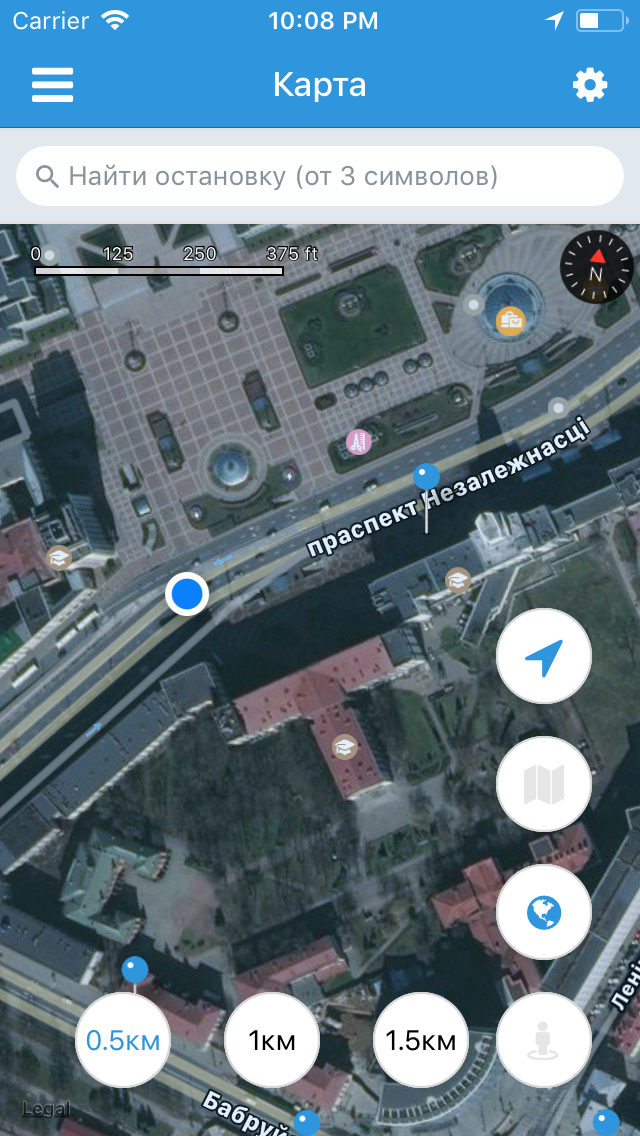 Carrier 10:08 PM
Карта
Найти остановку (от 3 символов)
0 125 250 375 ft
N
праспект Незалежнасці
Лені
0.5км 1км 1.5км
Legal
Бабруй